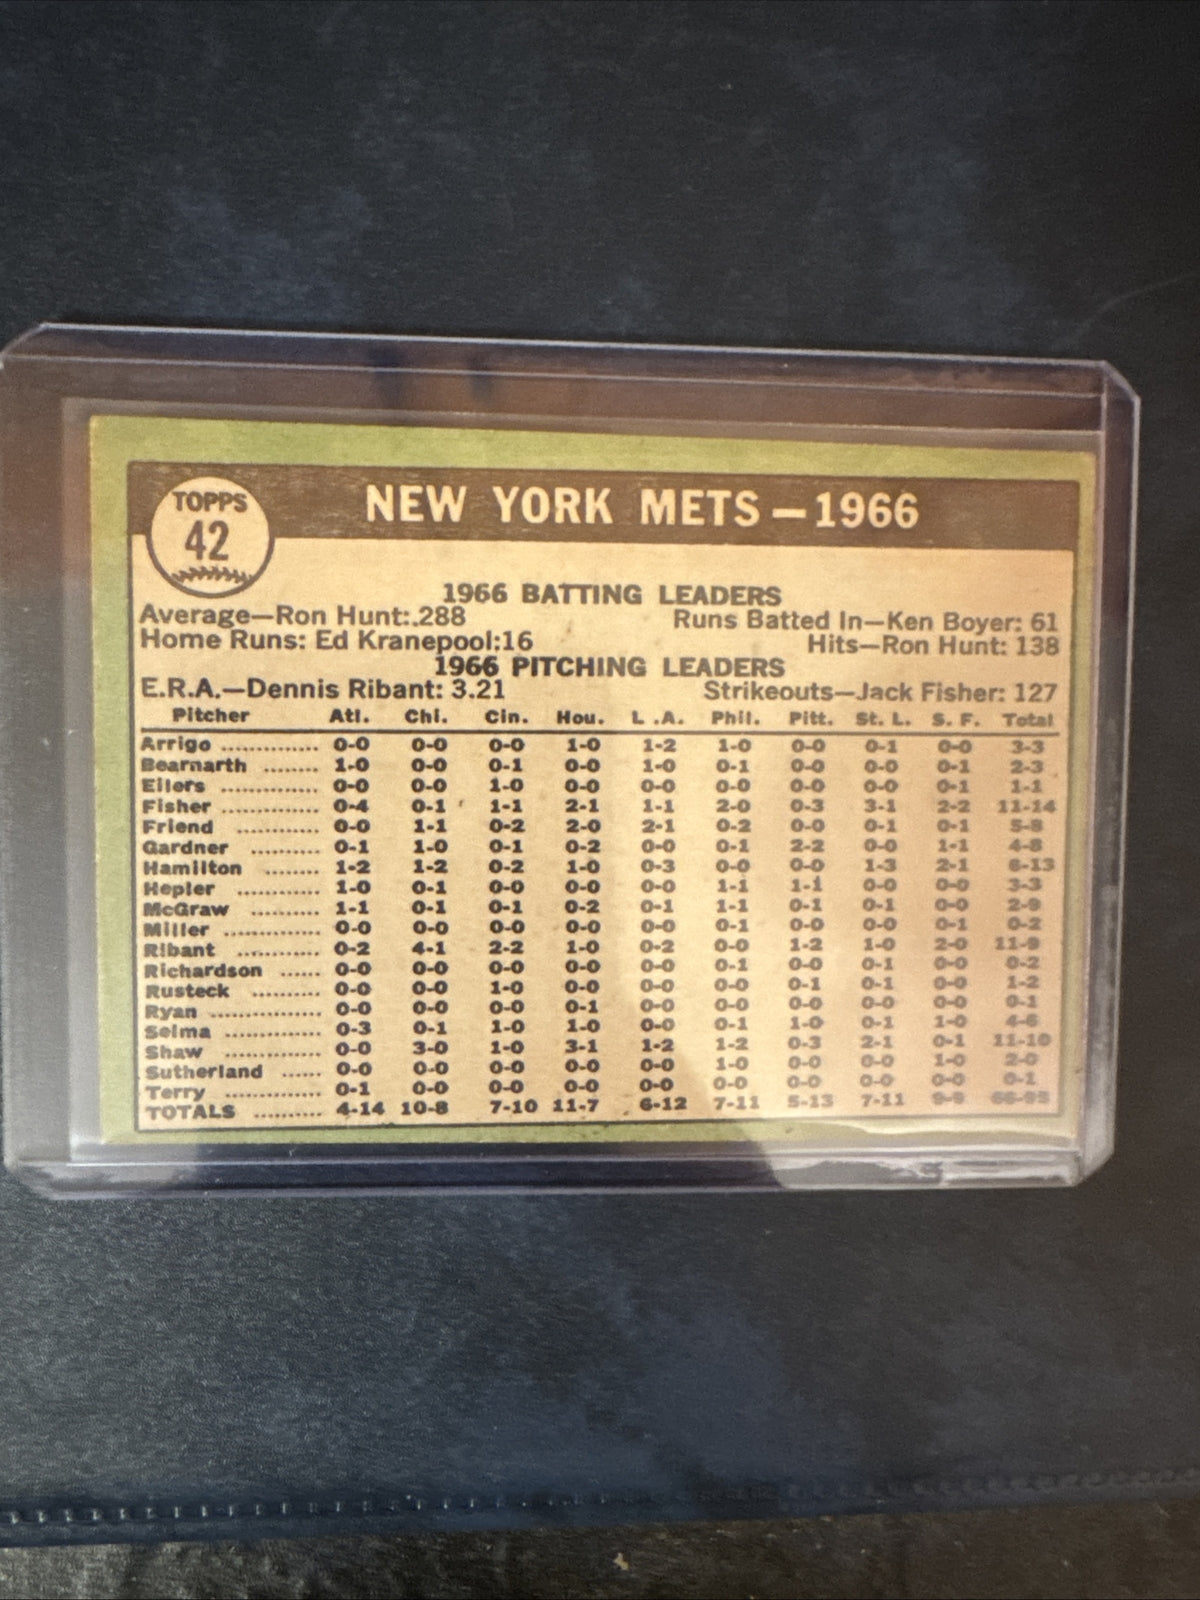 TOPPS
42
NEW YORK METS – 1966
1966 BATTING LEADERS
Average—Ron Hunt:.288 Runs Batted In—Ken Boyer: 61
Home Runs: Ed Kranepool:16 Hits—Ron Hunt: 138
1966 PITCHING LEADERS
E.R.A.—Dennis Ribant: 3.21 Strikeouts—Jack Fisher: 127
Pitcher Atl. Chi. Cin. Hou. L .A. Phil. Pitt. St. L. S. F. Total
Arrigo ............. 0-0 0-0 0-0 1-0 1-2 1-0 0-0 0-1 0-0 3-3
Bearnarth ........ 1-0 0-0 0-1 0-0 1-0 0-1 0-0 0-0 0-1 2-3
Eilers .............. 0-0 0-0 1-0 0-0 0-0 0-0 0-0 0-0 0-1 1-1
Fisher ............. 0-4 0-1 1-1 2-1 1-1 2-0 0-3 3-1 2-2 11-14
Friend ........... 0-0 1-1 0-2 2-0 2-1 0-2 0-0 0-1 0-1 5-8
Gardner .......... 0-1 1-0 0-1 0-2 0-0 0-1 2-2 0-0 1-1 4-8
Hamilton ........ 1-2 1-2 0-2 1-0 0-3 0-0 0-0 1-3 2-1 6-13
Hepler ............ 1-0 0-1 0-0 0-0 0-0 1-1 1-1 0-0 0-0 3-3
McGraw .......... 1-1 0-1 0-1 0-2 0-1 1-1 0-1 0-1 0-0 2-9
Miller ............. 0-0 0-0 0-0 0-0 0-0 0-1 0-0 0-0 0-1 0-2
Ribant ............ 0-2 4-1 2-2 1-0 0-2 0-0 1-2 1-0 2-0 11-9
Richardson ...... 0-0 0-0 0-0 0-0 0-0 0-1 0-0 0-1 0-0 0-2
Rusteck .......... 0-0 0-0 1-0 0-0 0-0 0-0 0-1 0-1 0-0 1-2
Ryan ................ 0-0 0-0 0-0 0-1 0-0 0-0 0-0 0-0 0-0 0-1
Selma ............. 0-3 0-1 1-0 1-0 0-0 0-1 1-0 0-1 1-0 4-6
Shaw ............. 0-0 3-0 1-0 3-1 1-2 1-2 0-3 2-1 0-1 11-10
Sutherland ...... 0-0 0-0 0-0 0-0 0-0 1-0 0-0 0-0 1-0 2-0
Terry ............... 0-1 0-0 0-0 0-0 0-0 0-0 0-0 0-0 0-0 0-1
TOTALS .......... 4-14 10-8 7-10 11-7 6-12 7-11 5-13 7-11 9-9 66-95